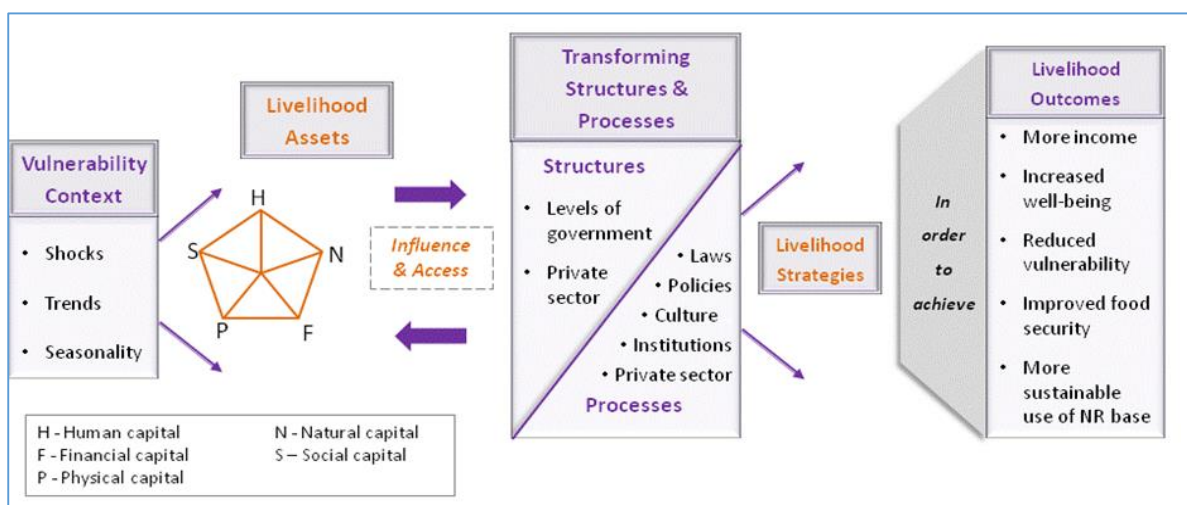 Vulnerability
Context
• Shocks
• Trends
• Seasonality
Livelihood
Assets
H
S
N
P
F
Influence
& Access
Transforming
Structures &
Processes
Structures
• Levels of
government
• Private
sector
• Laws
• Policies
• Culture
• Institutions
• Private sector
Processes
Livelihood
Strategies
In
order
to
achieve
Livelihood
Outcomes
• More income
• Increased
well-being
• Reduced
vulnerability
• Improved food
security
• More
sustainable
use of NR base
H - Human capital
F - Financial capital
P - Physical capital
N - Natural capital
S – Social capital